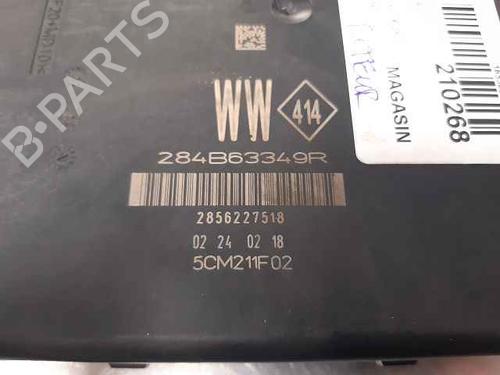 WW
414
284B63349R
2856227518
02 24 02 18
5CM211F02
MAGASIN
210268
B-PARTS